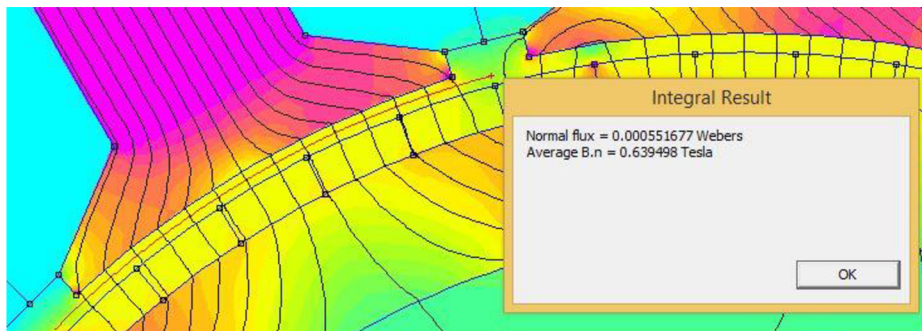 Integral Result
Normal flux = 0.000551677 Webers
Average B.n = 0.639498 Tesla
OK